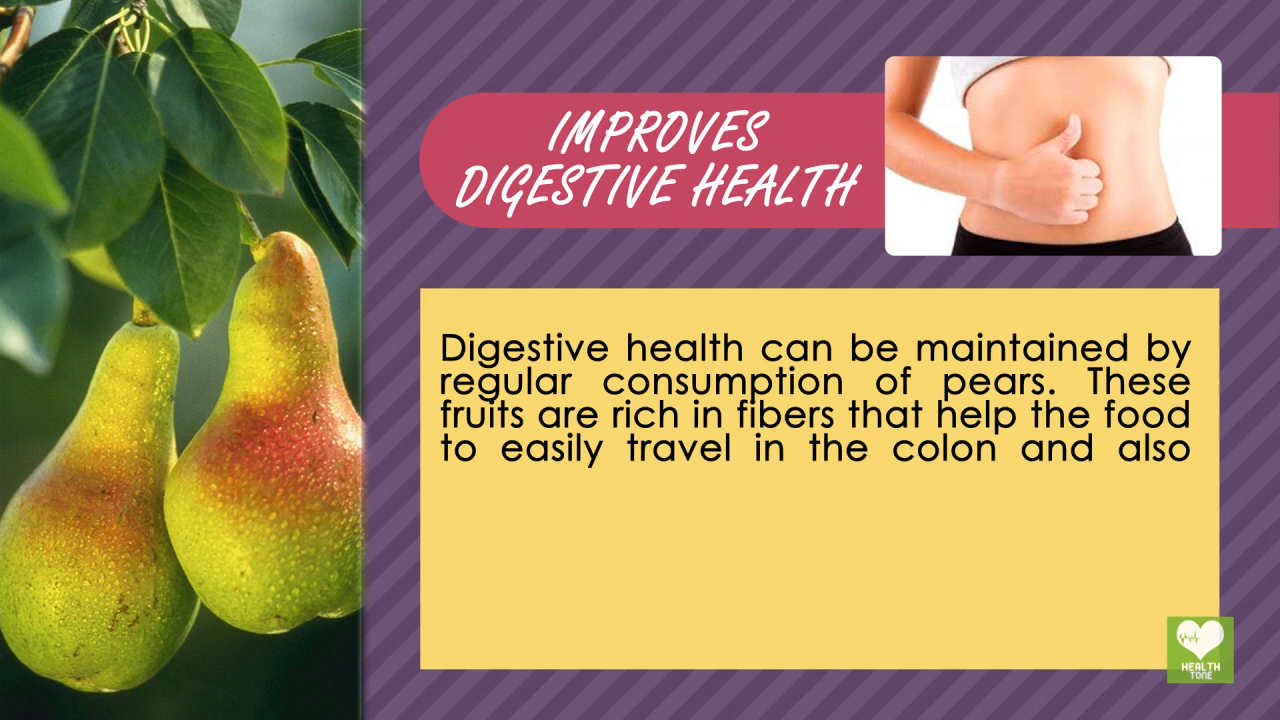 IMPROVES
DIGESTIVE HEALTH
Digestive health can be maintained by
regular consumption of pears. These
fruits are rich in fibers that help the food
to easily travel in the colon and also
HEALTH
TONE